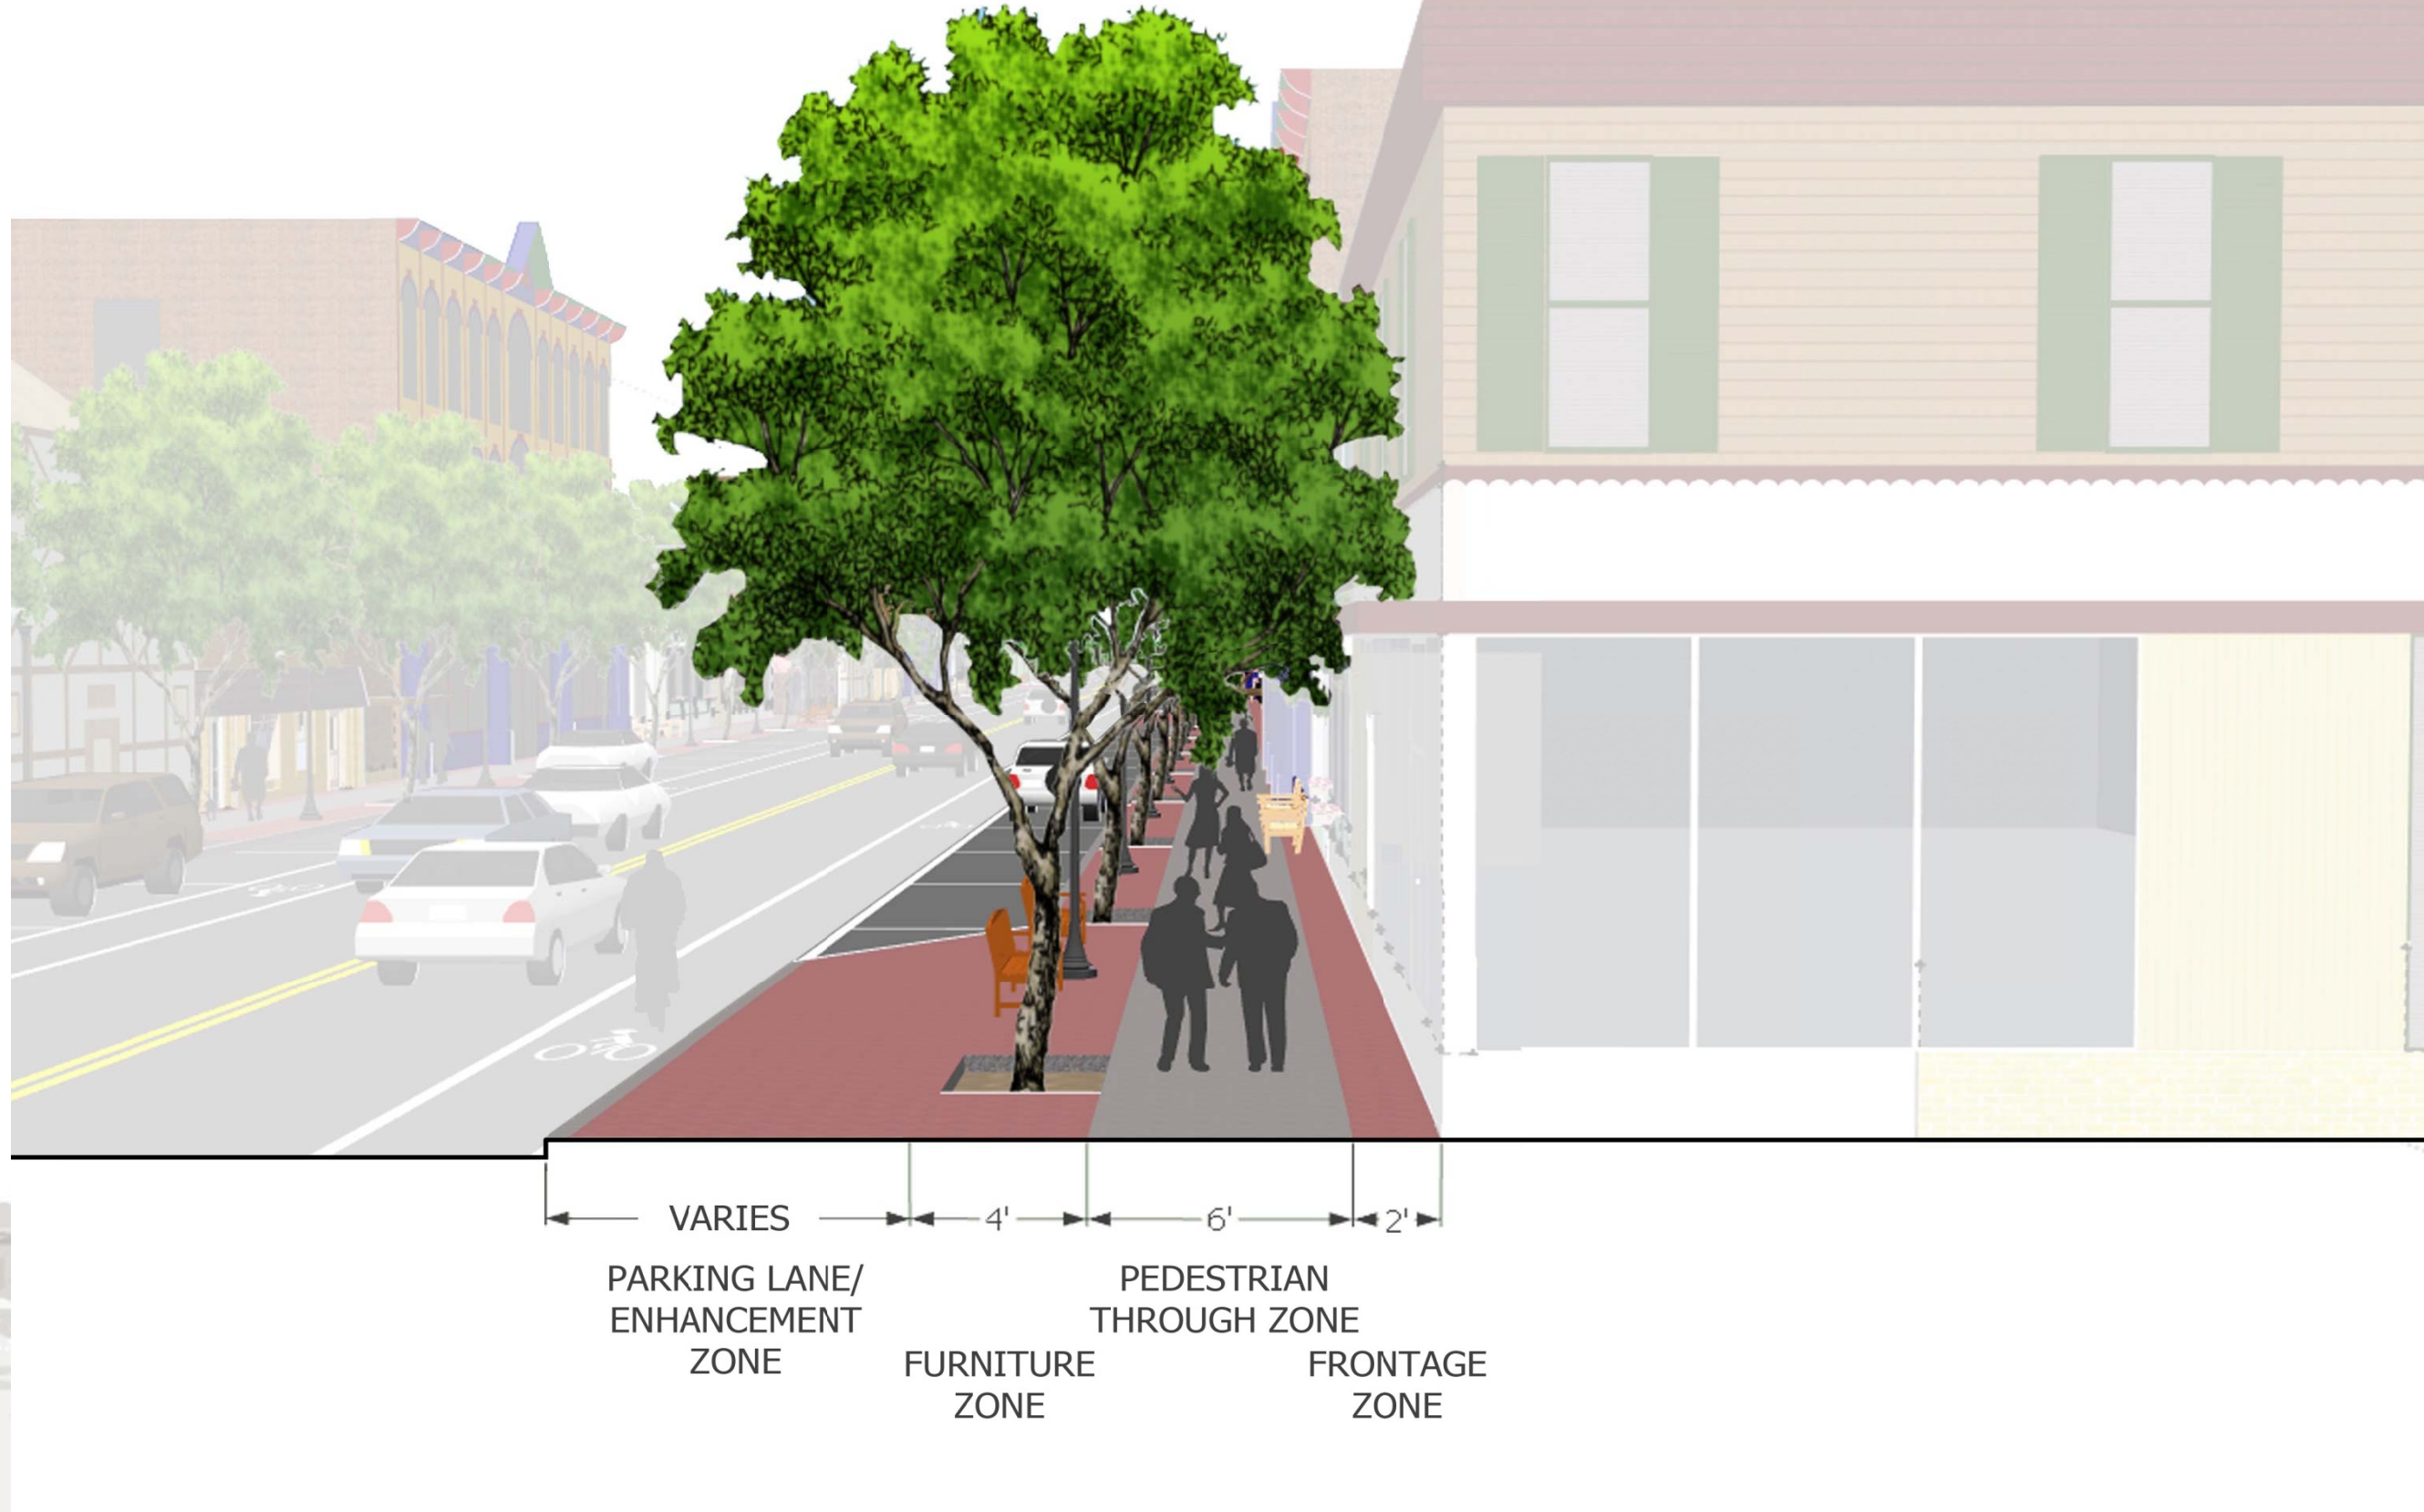 VARIES
4'
6'
2'
PARKING LANE/
ENHANCEMENT
ZONE
FURNITURE
ZONE
PEDESTRIAN
THROUGH ZONE
FRONTAGE
ZONE